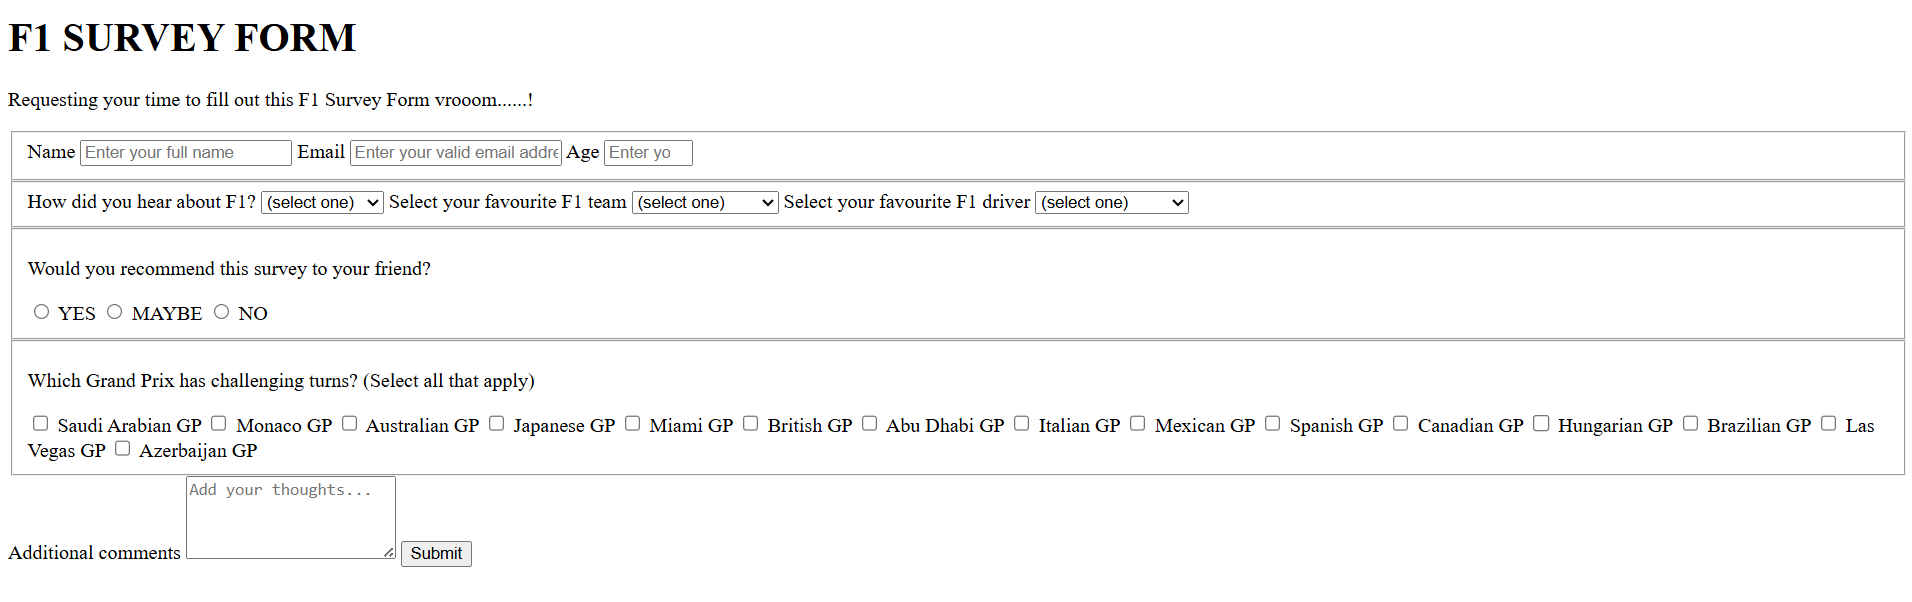 F1 SURVEY FORM
Requesting your time to fill out this F1 Survey Form vrooom......!
Name Enter your full name Email Enter your valid email addre Age Enter yo
How did you hear about F1? (select one) Select your favourite F1 team (select one) Select your favourite F1 driver (select one)
Would you recommend this survey to your friend?
YES MAYBE NO
Which Grand Prix has challenging turns? (Select all that apply)
Saudi Arabian GP Monaco GP Australian GP Japanese GP Miami GP British GP Abu Dhabi GP Italian GP Mexican GP Spanish GP Canadian GP Hungarian GP Brazilian GP Las
Vegas GP Azerbaijan GP
Add your thoughts...
Additional comments Submit